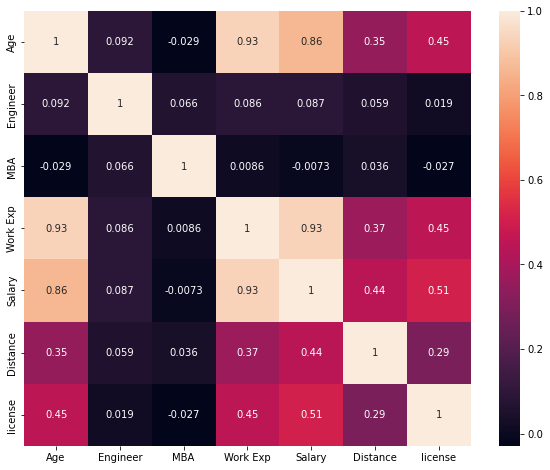 Age 1 0.092 -0.029 0.93 0.86 0.35 0.45
Engineer 0.092 1 0.066 0.086 0.087 0.059 0.019
MBA -0.029 0.066 1 0.0086 -0.0073 0.036 -0.027
Work Exp 0.93 0.086 0.0086 1 0.93 0.37 0.45
Salary 0.86 0.087 -0.0073 0.93 1 0.44 0.51
Distance 0.35 0.059 0.036 0.37 0.44 1 0.29
license 0.45 0.019 -0.027 0.45 0.51 0.29 1
Age Engineer MBA Work Exp Salary Distance license
1.0
0.8
0.6
0.4
0.2
0.0